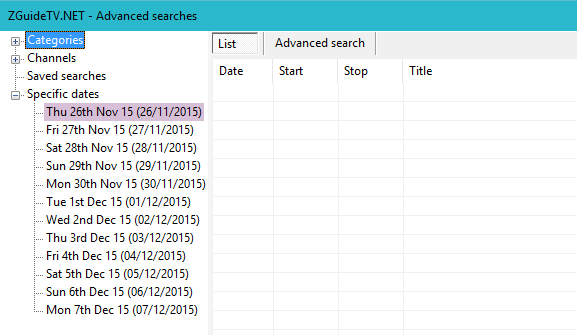 ZGuideTV.NET - Advanced searches
Categories
Channels
Saved searches
Specific dates
Thu 26th Nov 15 (26/11/2015)
Fri 27th Nov 15 (27/11/2015)
Sat 28th Nov 15 (28/11/2015)
Sun 29th Nov 15 (29/11/2015)
Mon 30th Nov 15 (30/11/2015)
Tue 1st Dec 15 (01/12/2015)
Wed 2nd Dec 15 (02/12/2015)
Thu 3rd Dec 15 (03/12/2015)
Fri 4th Dec 15 (04/12/2015)
Sat 5th Dec 15 (05/12/2015)
Sun 6th Dec 15 (06/12/2015)
Mon 7th Dec 15 (07/12/2015)
List Advanced search
Date Start Stop Title